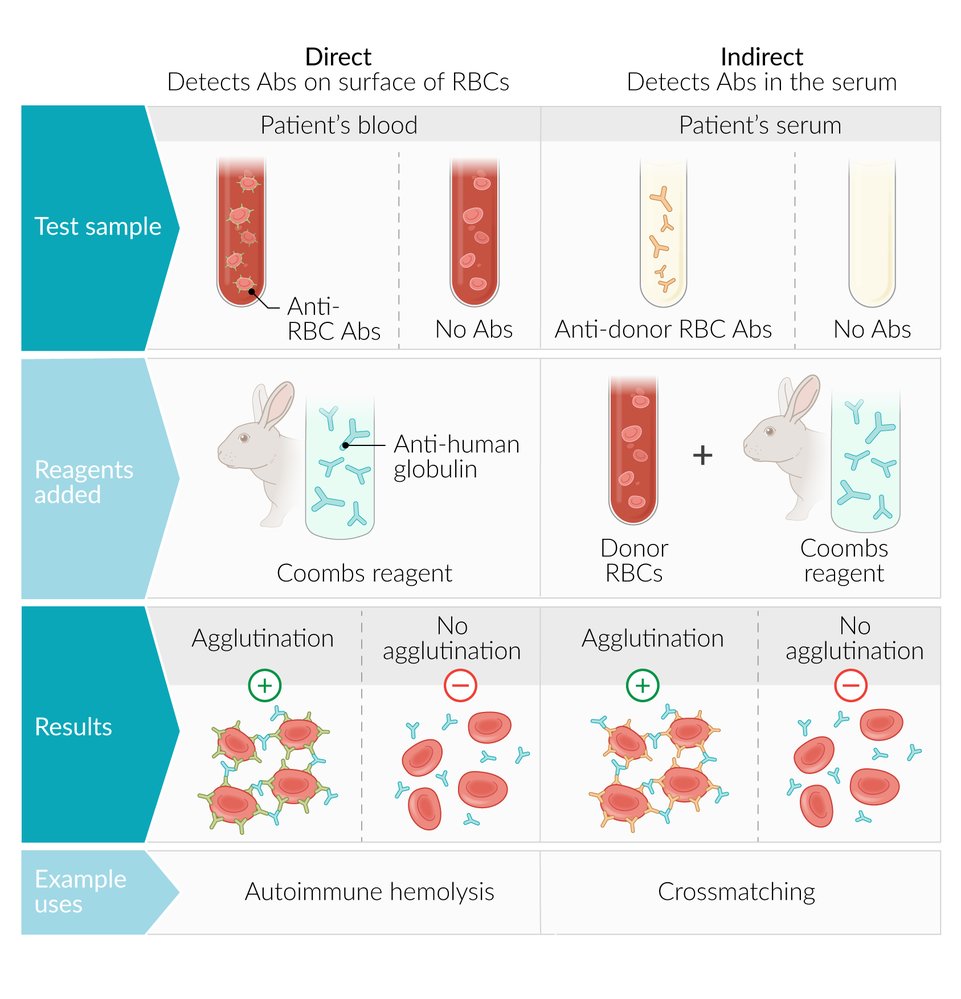 Direct
Detects Abs on surface of RBCs
Indirect
Detects Abs in the serum
Test sample
Patient's blood
Anti-
RBC Abs
No Abs
Patient's serum
Anti-donor RBC Abs
No Abs
Reagents
added
Anti-human
globulin
Coombs reagent
Donor
RBCs
+
Coombs
reagent
Results
Agglutination
+
No
agglutination
−
Agglutination
+
No
agglutination
−
Example
uses
Autoimmune hemolysis
Crossmatching